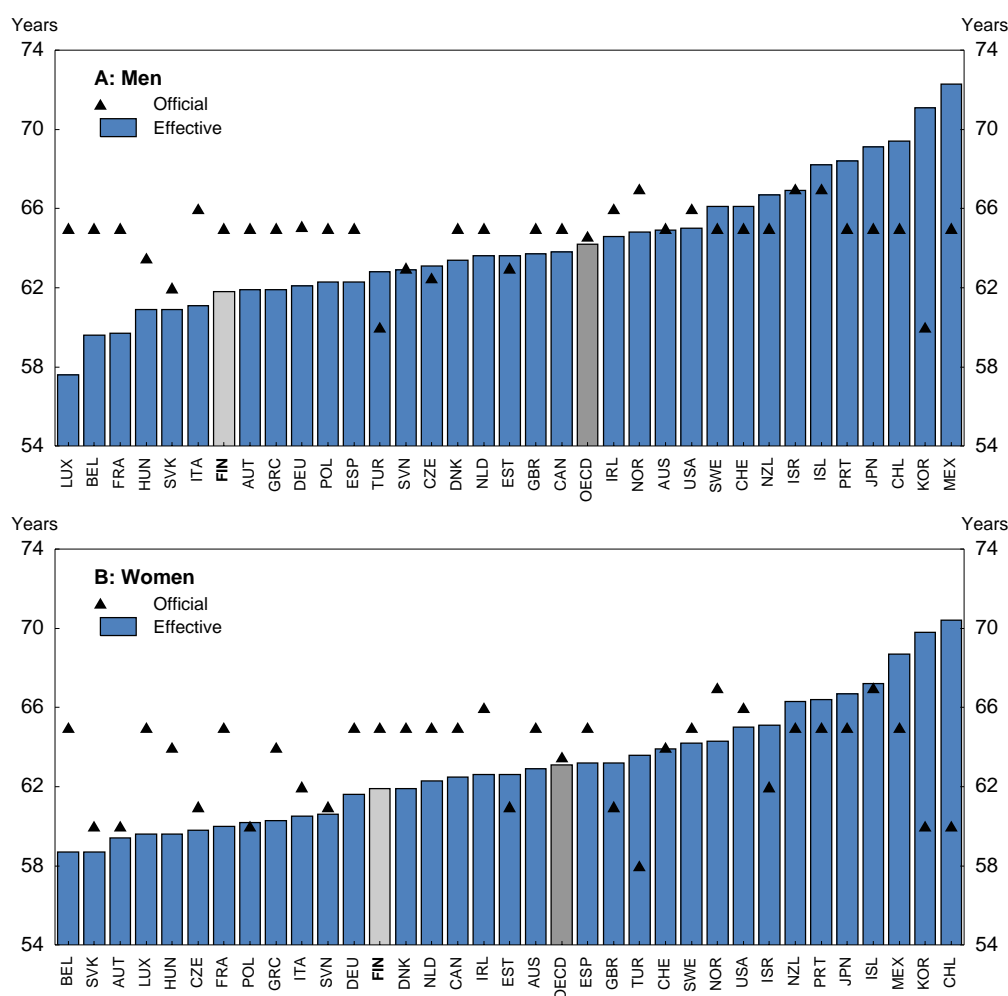 Years Years
74 74
A: Men
Official
Effective
70 70
66 66
62 62
58 58
54 54
LUX BEL FRA HUN SVK ITA FIN AUT GRC DEU POL ESP TUR SVN CZE DNK NLD EST GBR CAN OECD IRL NOR AUS USA SWE CHE NZL ISR ISL PRT JPN CHL KOR MEX
Years Years
74 74
B: Women
Official
Effective
70 70
66 66
62 62
58 58
54 54
BEL SVK AUT LUX HUN CZE FRA POL GRC ITA SVN DEU FIN DNK NLD CAN IRL EST AUS OECD ESP GBR TUR CHE SWE NOR USA ISR NZL PRT JPN ISL MEX KOR CHL